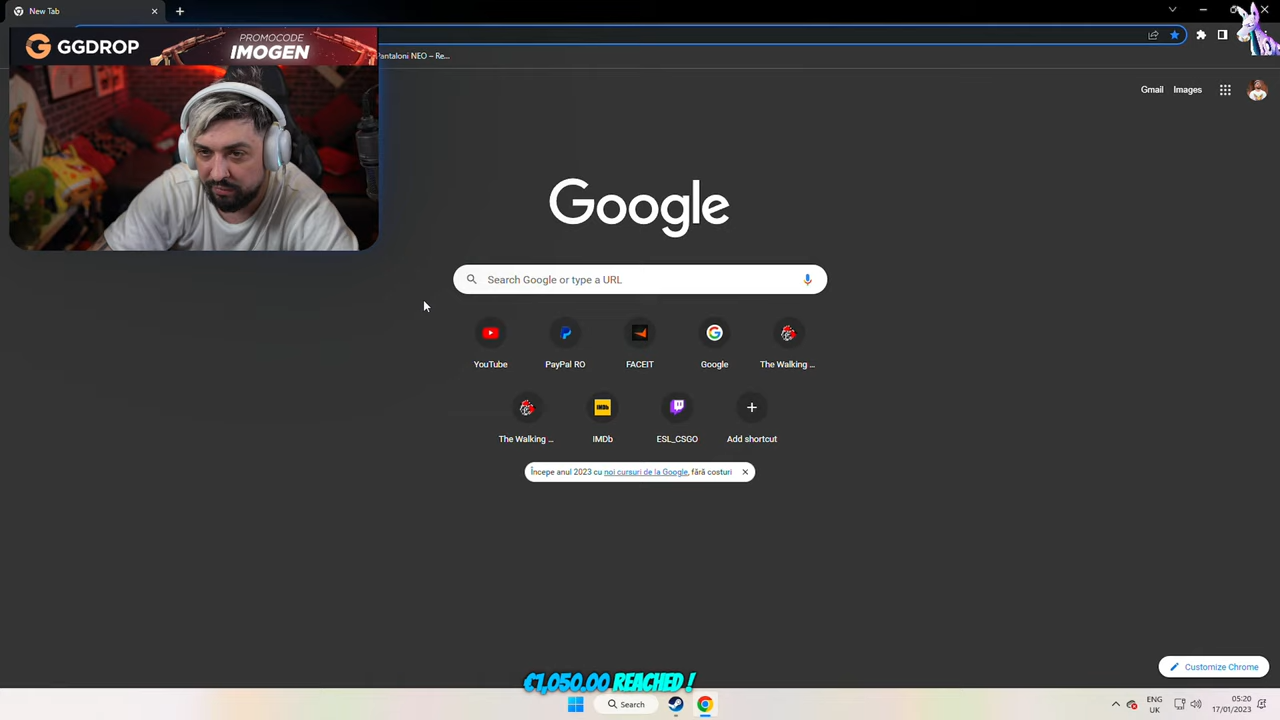 New Tab
GGDROP
PROMOCODE
IMOGEN
Pantaloni NEO – Re...
Gmail
Images
Google
Search Google or type a URL
YouTube
PayPal RO
FACEIT
Google
The Walking ...
The Walking ...
IMDb
ESL_CSGO
Add shortcut
Începe anul 2023 cu noi cursuri de la Google, fără costuri
Customize Chrome
€1,050.00 REACHED !
Search
ENG
UK
05:20
17/01/2023